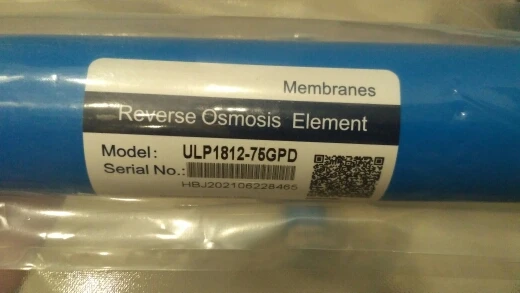 Membranes
Reverse Osmosis Element
Model: ULP1812-75GPD
Serial No.:
HBJ202106228465